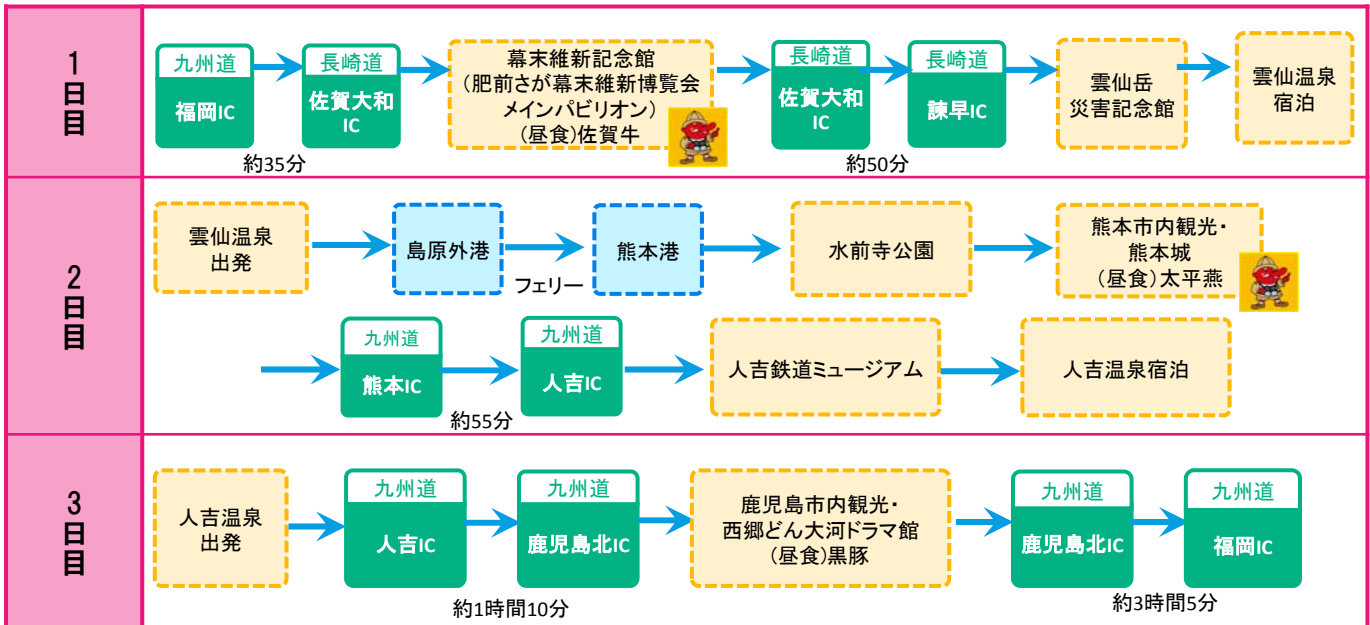 1日目
九州道
福岡IC
約35分
長崎道
佐賀大和
IC
幕末維新記念館
(肥前さが幕末維新博覧会
メインパビリオン)
(昼食)佐賀牛
長崎道
佐賀大和
IC
約50分
長崎道
諫早IC
雲仙岳
災害記念館
雲仙温泉
宿泊
2日目
雲仙温泉
出発
島原外港
フェリー
熊本港
水前寺公園
熊本市内観光・
熊本城
(昼食)太平燕
九州道
熊本IC
約55分
九州道
人吉IC
人吉鉄道ミュージアム
人吉温泉宿泊
3日目
人吉温泉
出発
九州道
人吉IC
約1時間10分
九州道
鹿児島北IC
鹿児島市内観光・
西郷どん大河ドラマ館
(昼食)黒豚
九州道
鹿児島北IC
約3時間5分
九州道
福岡IC